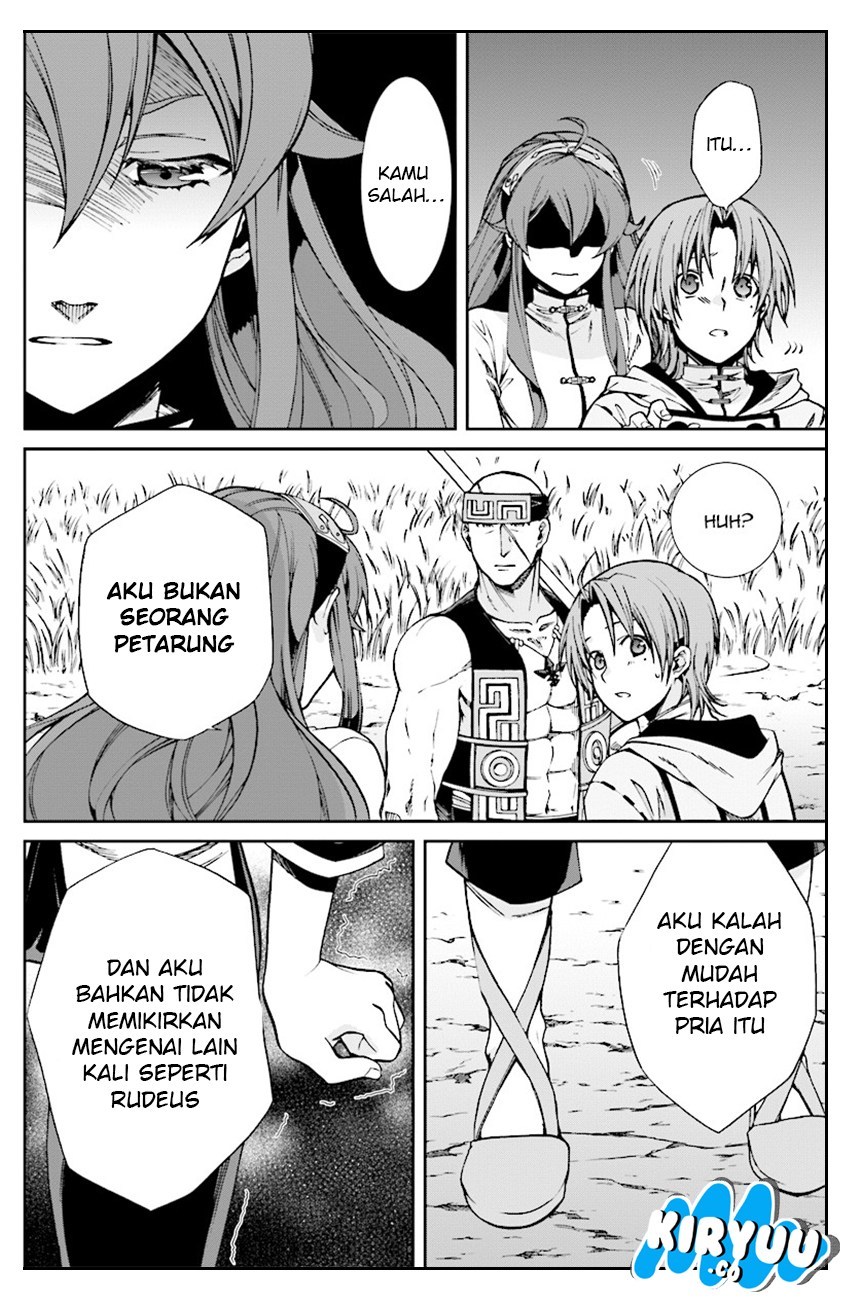 ITU...
KAMU
SALAH...
HUH?
AKU BUKAN
SEORANG
PETARUNG
AKU KALAH
DENGAN
MUDAH
TERHADAP
PRIA ITU
DAN AKU
BAHKAN TIDAK
MEMIKIRKAN
MENGENAI LAIN
KALI SEPERTI
RUDEUS
KIRYUU
.CO